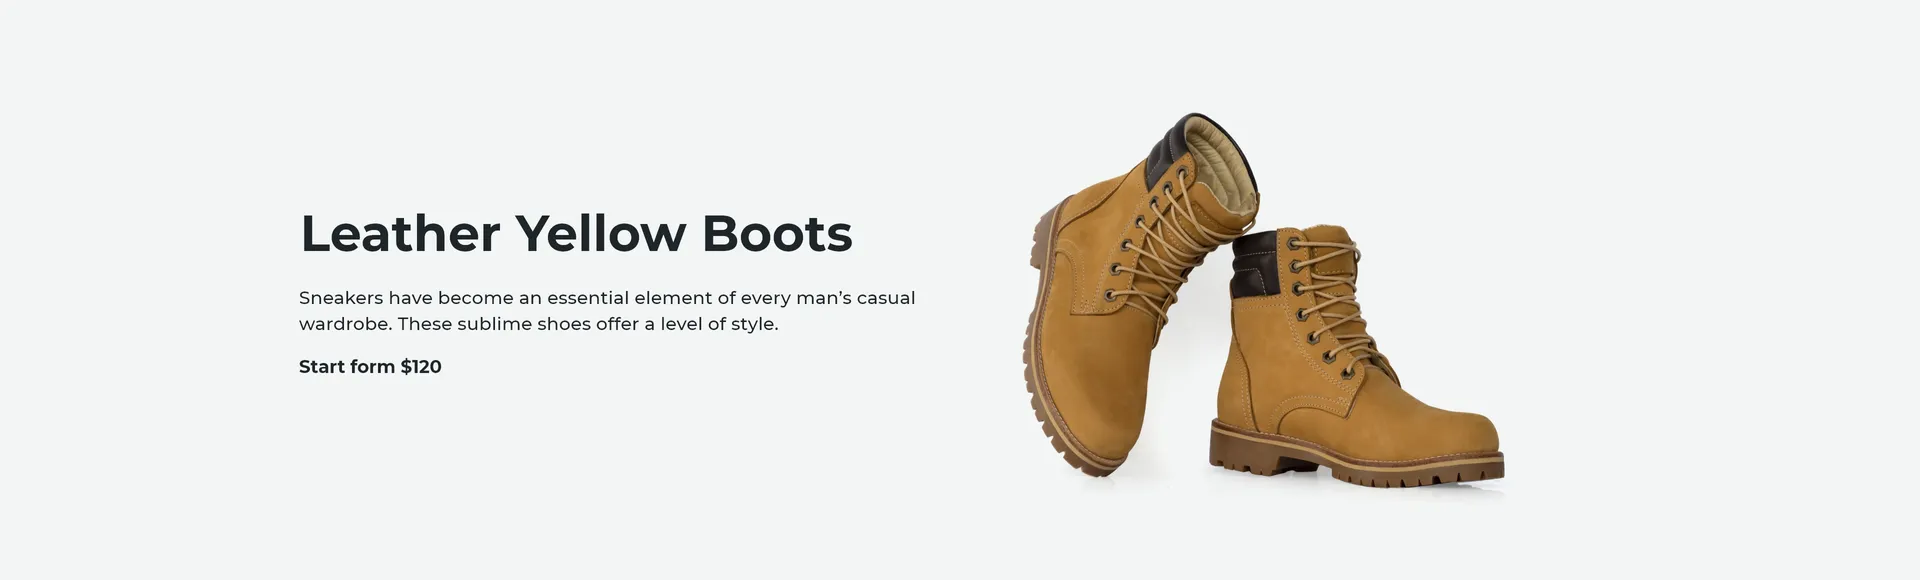 Leather Yellow Boots
Sneakers have become an essential element of every man’s casual
wardrobe. These sublime shoes offer a level of style.
Start form $120